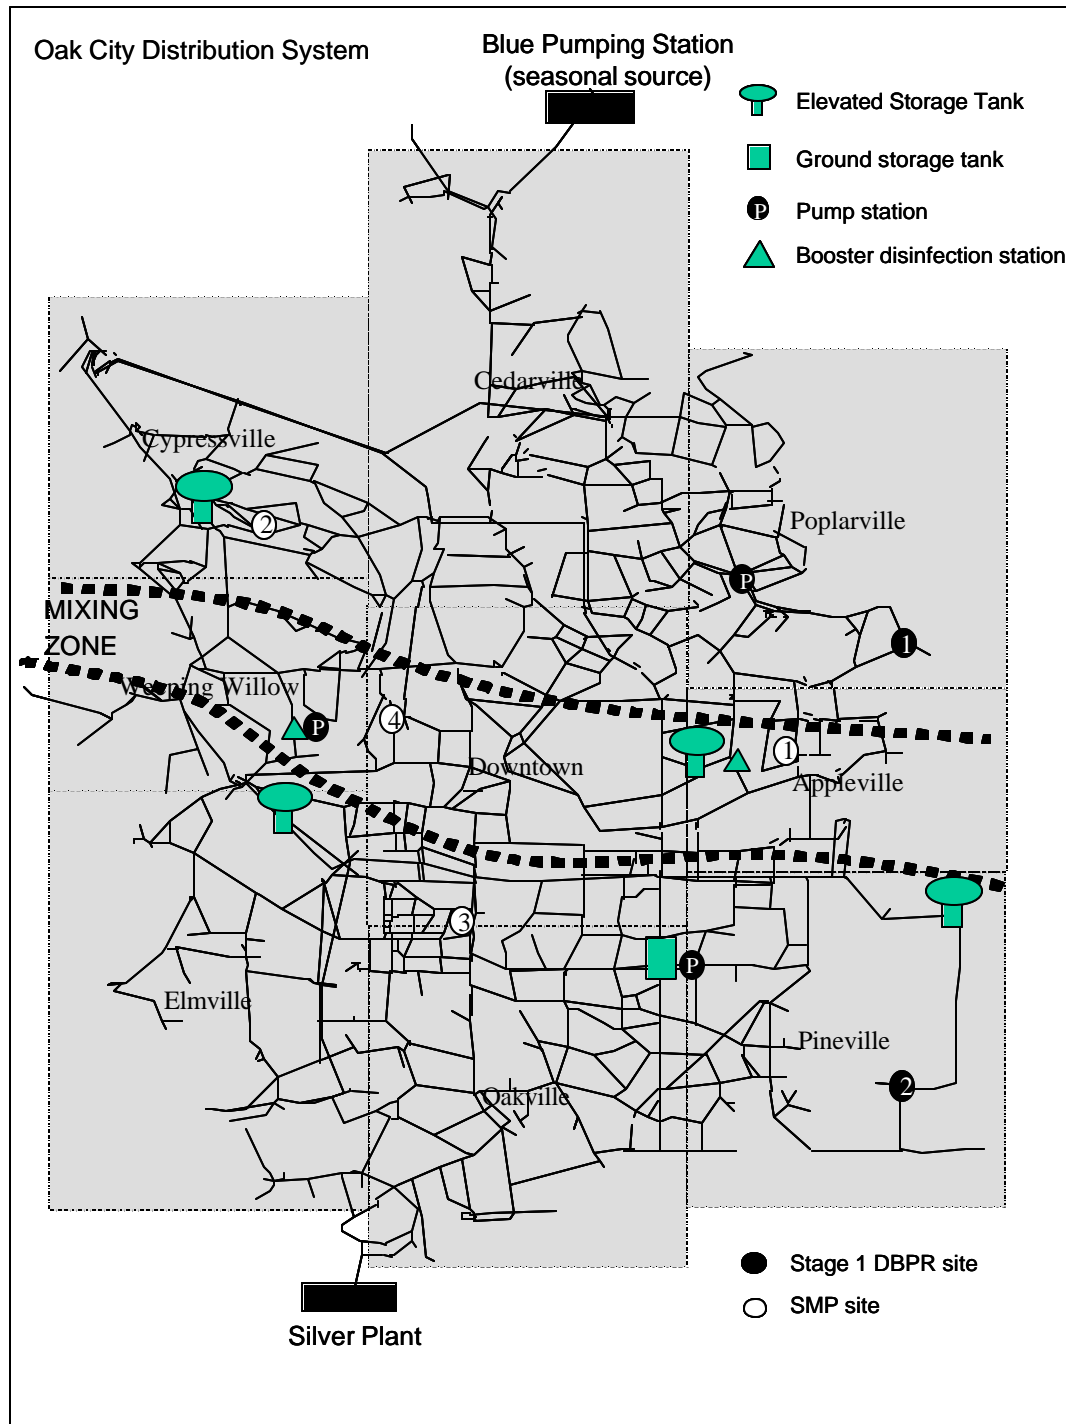 Oak City Distribution System
Blue Pumping Station
(seasonal source)
Elevated Storage Tank
Ground storage tank
P
Pump station
Booster disinfection station
Cedarville
Cypressville
2
Poplarville
P
MIXING
ZONE
1
Weeping Willow
4
P
Downtown
1
Appleville
3
P
Elmville
Pineville
2
Oakville
Stage 1 DBPR site
SMP site
Silver Plant